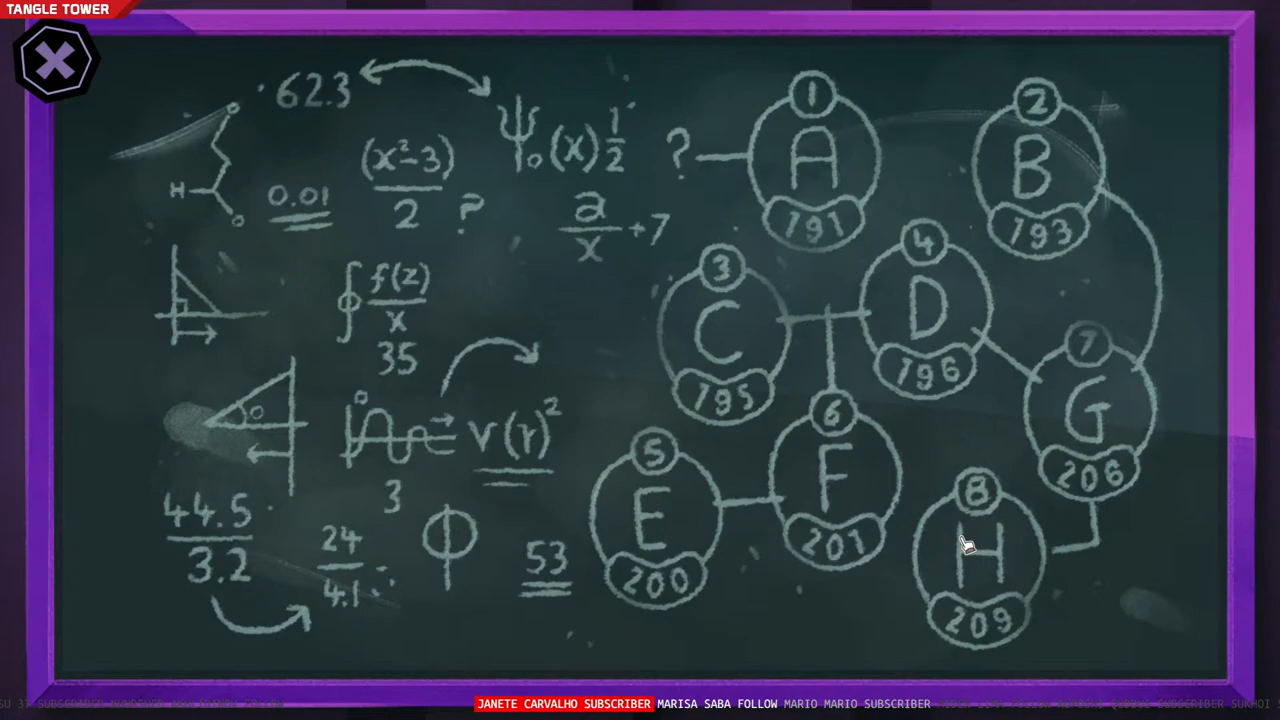 TANGLE TOWER
62.3
ψ₀(x) 1/2
(x²-3)/2 ?
0.01
H
2/x +7
∮ f(z)/x
35
v(r)²
3
44.5/3.2
24/4.1
Φ
53
?
1
A
191
2
B
193
3
C
195
4
D
196
5
E
200
6
F
201
7
G
206
8
H
209
JANETE CARVALHO SUBSCRIBER MARISA SABA FOLLOW MARIO MARIO SUBSCRIBER